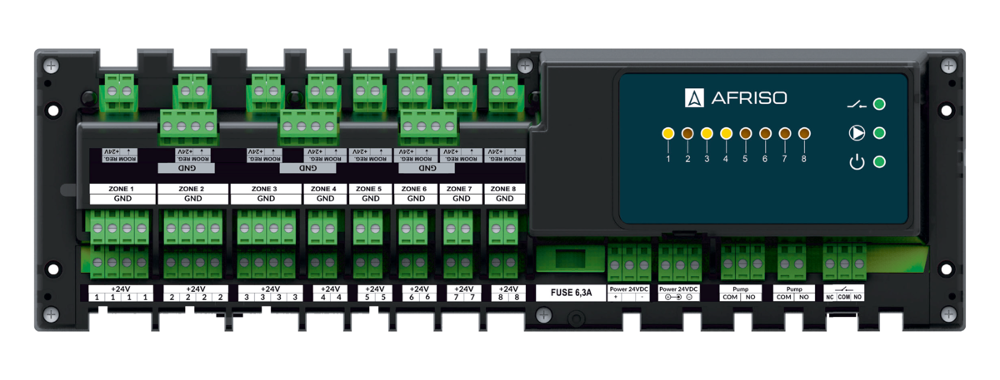 AFRISO
1 2 3 4 5 6 7 8
+24V ROOM REG. +24V ROOM REG. +24V ROOM REG. +24V ROOM REG. +24V ROOM REG. +24V ROOM REG. +24V ROOM REG. +24V ROOM REG.
GND GND GND
ZONE 1 ZONE 2 ZONE 3 ZONE 4 ZONE 5 ZONE 6 ZONE 7 ZONE 8
GND GND GND GND GND GND GND GND
+24V +24V +24V +24V +24V +24V +24V +24V
1 1 1 1 2 2 2 2 3 3 3 3 4 4 5 5 6 6 7 7 8 8
FUSE 6,3A
Power 24VDC Power 24VDC Pump Pump
+ - + - COM NO COM NO NC COM NO